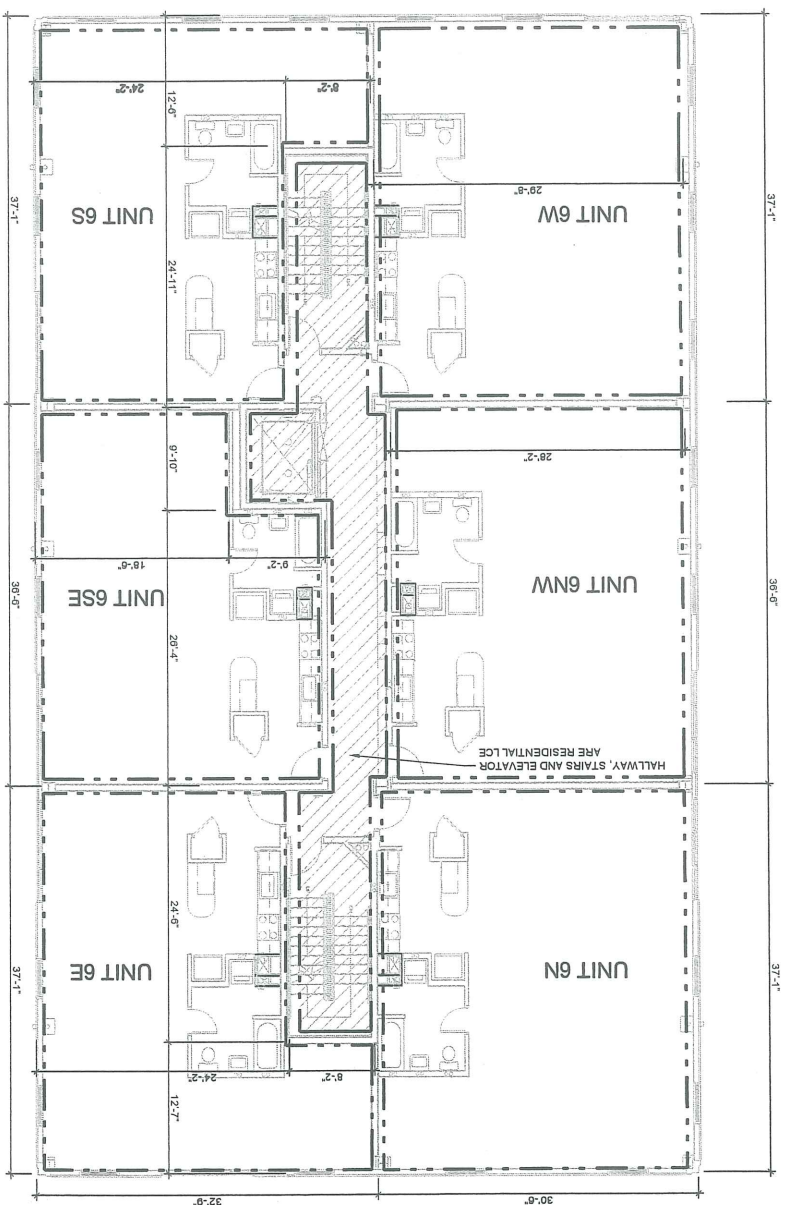 30'-6"
32'-9"
37'-1"
UNIT 6N
8'-2"
24'-2"
12'-7"
UNIT 6E
24'-6"
37'-1"
HALLWAY, STAIRS AND ELEVATOR
ARE RESIDENTIAL LCE
36'-6"
UNIT 6NW
28'-2"
UNIT 6SE
26'-4"
9'-2"
18'-6"
9'-10"
36'-6"
37'-1"
UNIT 6W
29'-8"
UNIT 6S
24'-11"
12'-6"
8'-2"
24'-2"
37'-1"